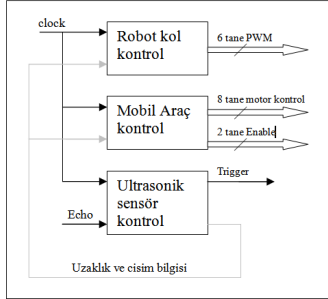 clock
Robot kol
kontrol
6 tane PWM
Mobil Araç
kontrol
8 tane motor kontrol
2 tane Enable
Ultrasonik
sensör
kontrol
Trigger
Echo
Uzaklık ve cisim bilgisi